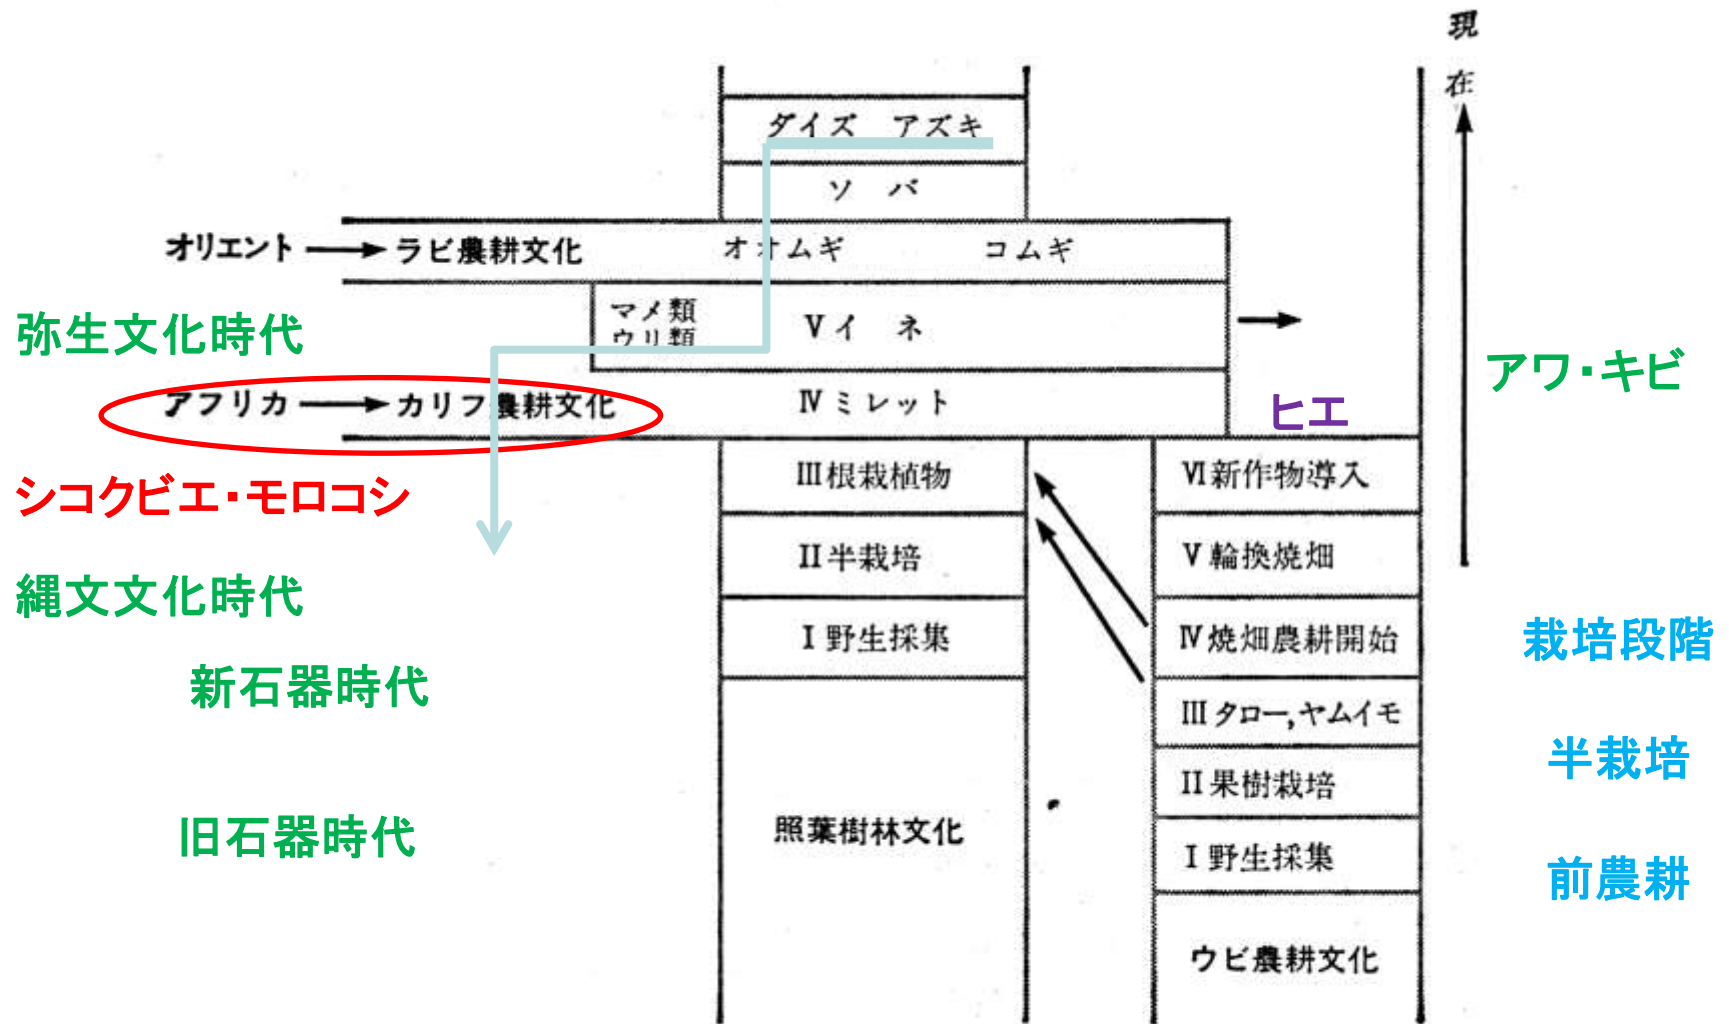 現在
ダイズ　アズキ
ソ　バ
オリエント
ラビ農耕文化
オオムギ
コムギ
マメ類
ウリ類
Ⅴイ　ネ
弥生文化時代
アワ・キビ
アフリカ
カリフ農耕文化
Ⅳミレット
ヒエ
シコクビエ・モロコシ
Ⅲ根栽植物
Ⅵ新作物導入
Ⅱ半栽培
Ⅴ輪換焼畑
縄文文化時代
Ⅰ野生採集
Ⅳ焼畑農耕開始
栽培段階
新石器時代
Ⅲタロー,ヤムイモ
半栽培
Ⅱ果樹栽培
旧石器時代
照葉樹林文化
Ⅰ野生採集
前農耕
ウビ農耕文化